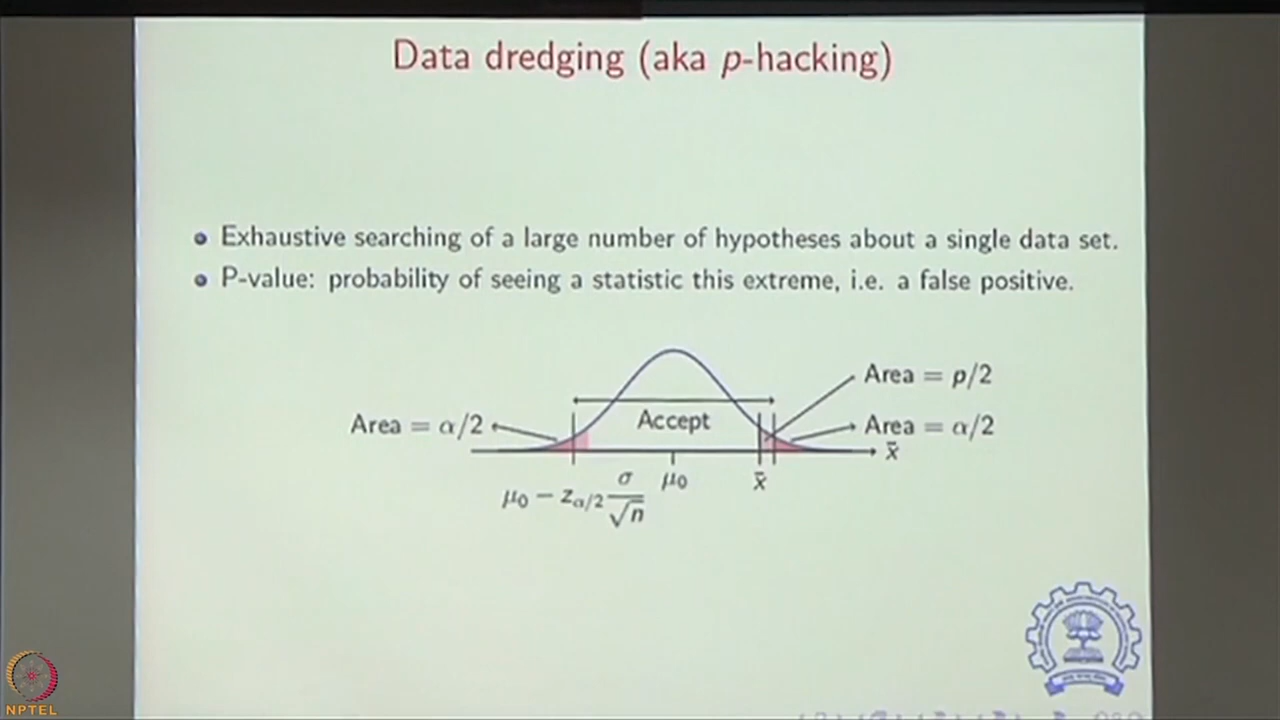 Data dredging (aka p-hacking)
Exhaustive searching of a large number of hypotheses about a single data set.
P-value: probability of seeing a statistic this extreme, i.e. a false positive.
Area = p/2
Area = α/2
Accept
Area = α/2
x̄
μ₀ − z_{α/2} σ/√n
μ₀
x̄
NPTEL